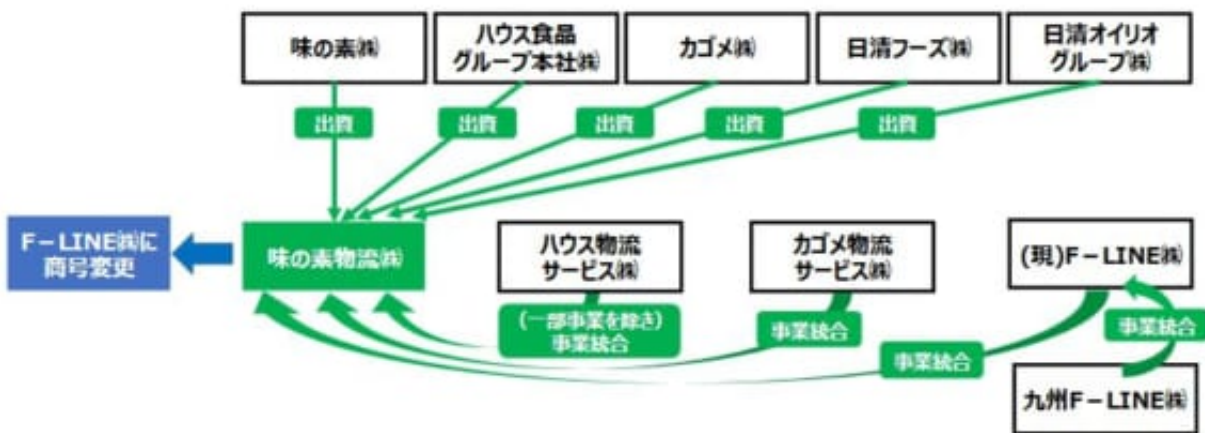 味の素㈱
ハウス食品
グループ本社㈱
カゴメ㈱
日清フーズ㈱
日清オイリオ
グループ㈱
出資
出資
出資
出資
出資
F－LINE㈱に
商号変更
味の素物流㈱
ハウス物流
サービス㈱
カゴメ物流
サービス㈱
(現)F－LINE㈱
(一部事業を除き)
事業統合
事業統合
事業統合
事業統合
九州F－LINE㈱